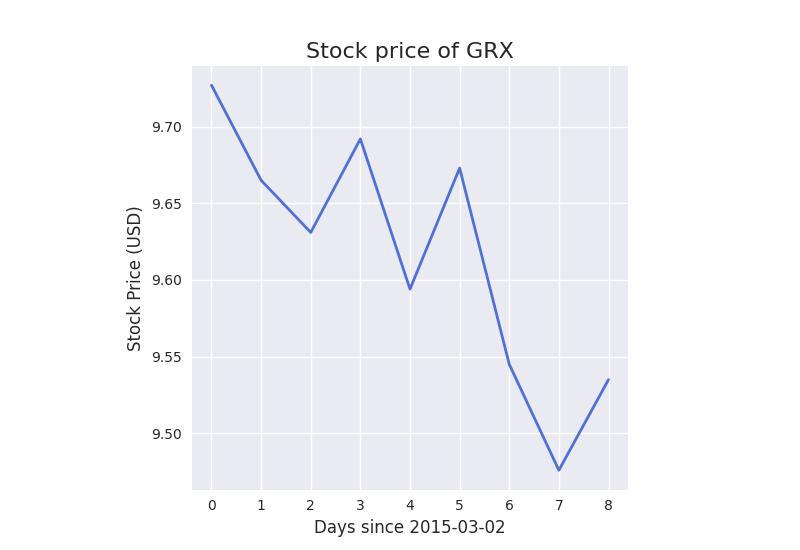 Stock price of GRX
Stock Price (USD)
9.70
9.65
9.60
9.55
9.50
0 1 2 3 4 5 6 7 8
Days since 2015-03-02